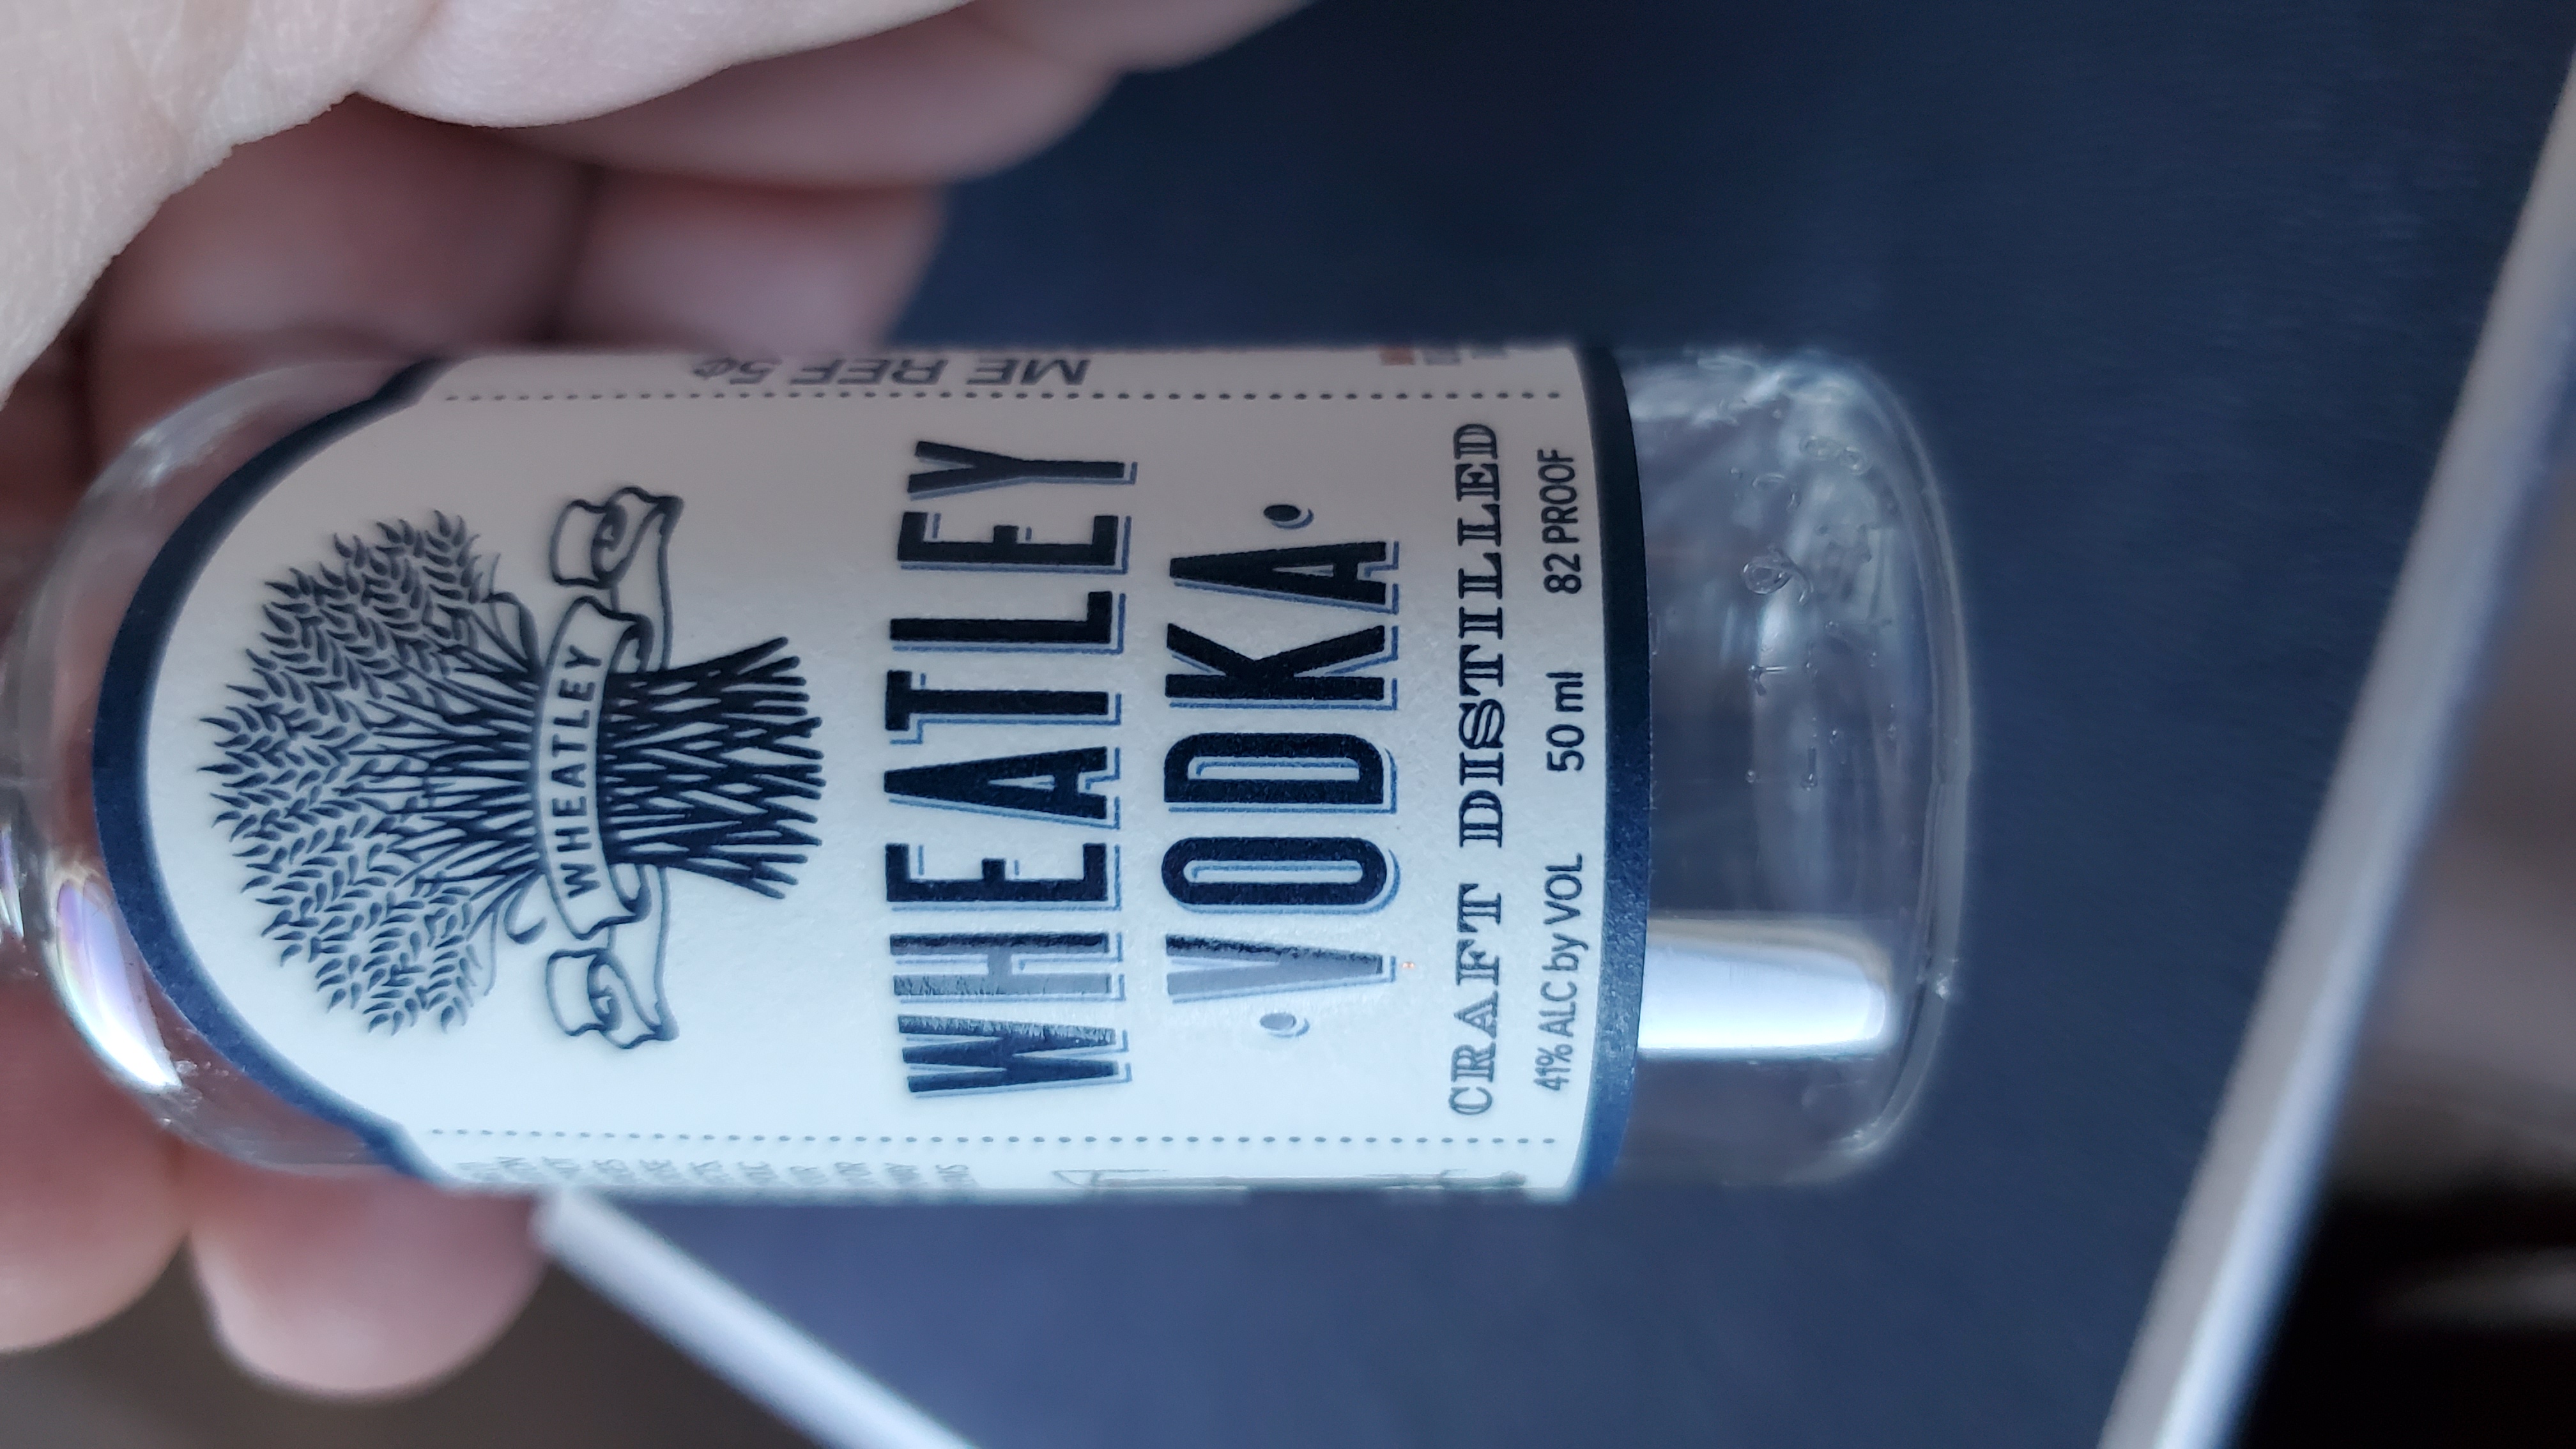 WHEATLEY
WHEATLEY
VODKA
CRAFT DISTILLED
41% ALC by VOL 50 ml 82 PROOF
ME REF 5¢